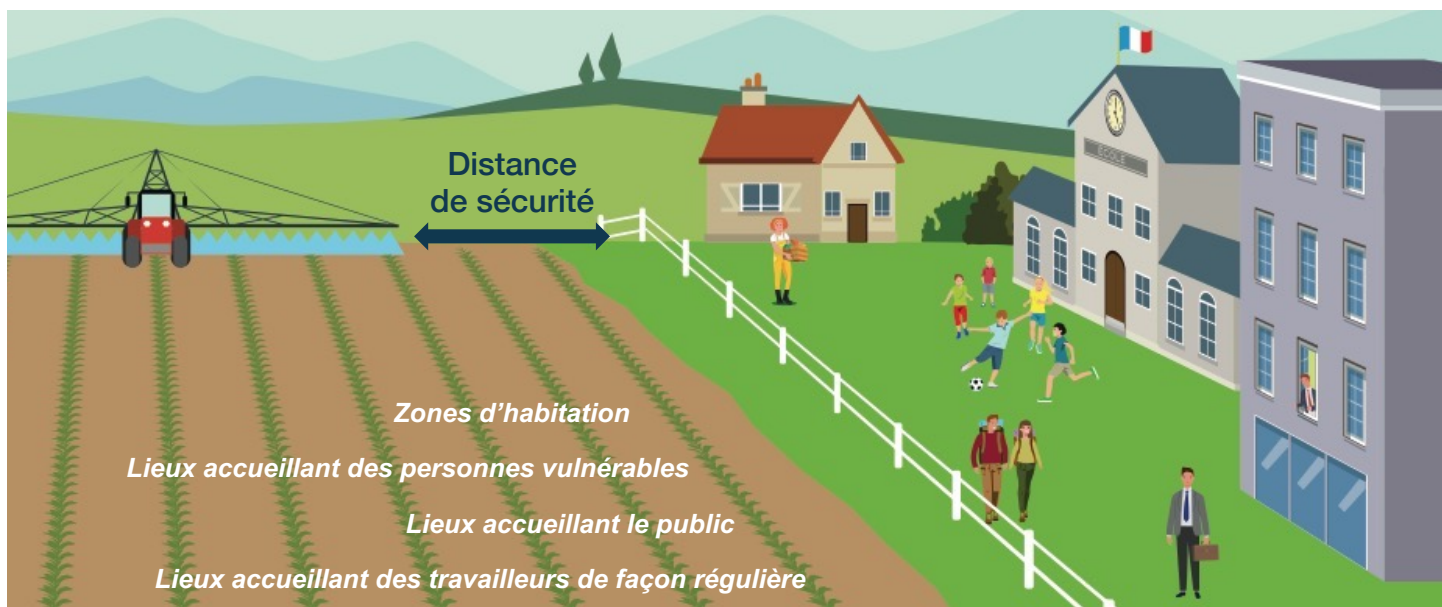 ÉCOLE
Distance
de sécurité
Zones d’habitation
Lieux accueillant des personnes vulnérables
Lieux accueillant le public
Lieux accueillant des travailleurs de façon régulière